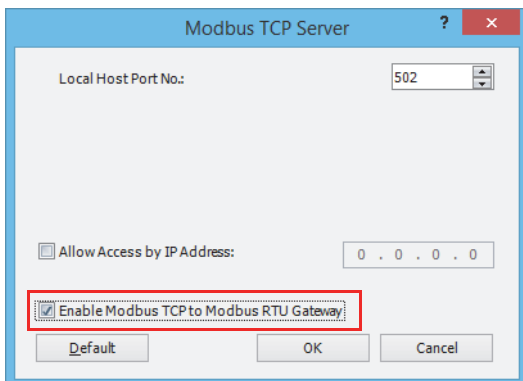 Modbus TCP Server ? ×
Local Host Port No.: 502
Allow Access by IP Address: 0 . 0 . 0 . 0
Enable Modbus TCP to Modbus RTU Gateway
Default OK Cancel